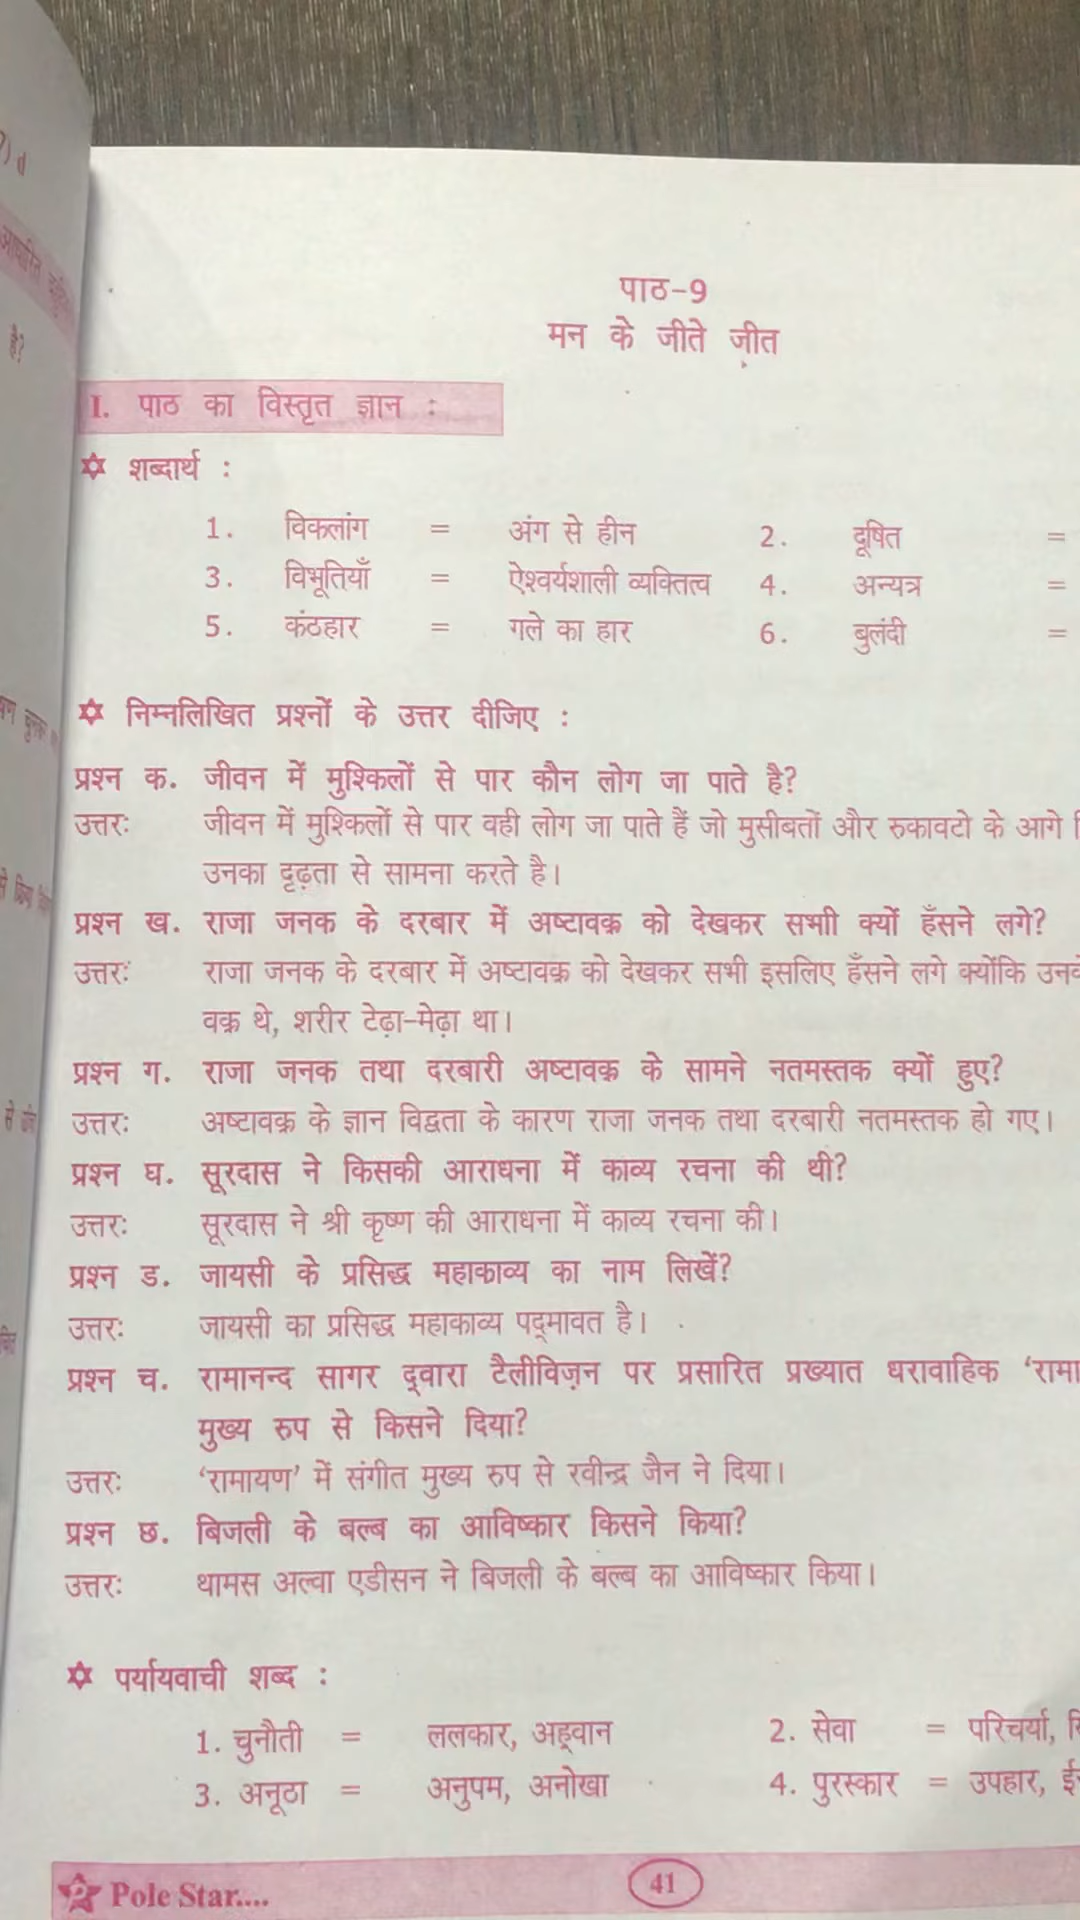 पाठ-9
मन के जीते जीत
I. पाठ का विस्तृत ज्ञान :
✡ शब्दार्थ :
1. विकलांग = अंग से हीन 2. दूषित =
3. विभूतियाँ = ऐश्वर्यशाली व्यक्तित्व 4. अन्यत्र =
5. कंठहार = गले का हार 6. बुलंदी =
✡ निम्नलिखित प्रश्नों के उत्तर दीजिए :
प्रश्न क. जीवन में मुश्किलों से पार कौन लोग जा पाते है?
उत्तरः जीवन में मुश्किलों से पार वही लोग जा पाते हैं जो मुसीबतों और रुकावटो के आगे
उनका दृढ़ता से सामना करते है।
प्रश्न ख. राजा जनक के दरबार में अष्टावक्र को देखकर सभाी क्यों हँसने लगे?
उत्तरः राजा जनक के दरबार में अष्टावक्र को देखकर सभी इसलिए हँसने लगे क्योंकि
वक्र थे, शरीर टेढ़ा-मेढ़ा था।
प्रश्न ग. राजा जनक तथा दरबारी अष्टावक्र के सामने नतमस्तक क्यों हुए?
उत्तरः अष्टावक्र के ज्ञान विद्वता के कारण राजा जनक तथा दरबारी नतमस्तक हो गए।
प्रश्न घ. सूरदास ने किसकी आराधना में काव्य रचना की थी?
उत्तरः सूरदास ने श्री कृष्ण की आराधना में काव्य रचना की।
प्रश्न ड. जायसी के प्रसिद्ध महाकाव्य का नाम लिखें?
उत्तरः जायसी का प्रसिद्ध महाकाव्य पद्‌मावत है।
प्रश्न च. रामानन्द सागर द्‌वारा टैलीविज़न पर प्रसारित प्रख्यात धरावाहिक
मुख्य रुप से किसने दिया?
उत्तरः ‘रामायण’ में संगीत मुख्य रुप से रवीन्द्र जैन ने दिया।
प्रश्न छ. बिजली के बल्ब का आविष्कार किसने किया?
उत्तरः थामस अल्वा एडीसन ने बिजली के बल्ब का आविष्कार किया।
✡ पर्यायवाची शब्द :
1. चुनौती = ललकार, अह्‌वान 2. सेवा = परिचर्या,
3. अनूठा = अनुपम, अनोखा 4. पुरस्कार = उपहार,
Pole Star....
41